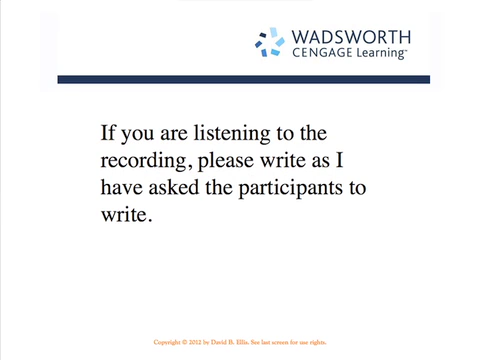 WADSWORTH
CENGAGE Learning™
If you are listening to the
recording, please write as I
have asked the participants to
write.
Copyright © 2012 by David B. Ellis. See last screen for use rights.